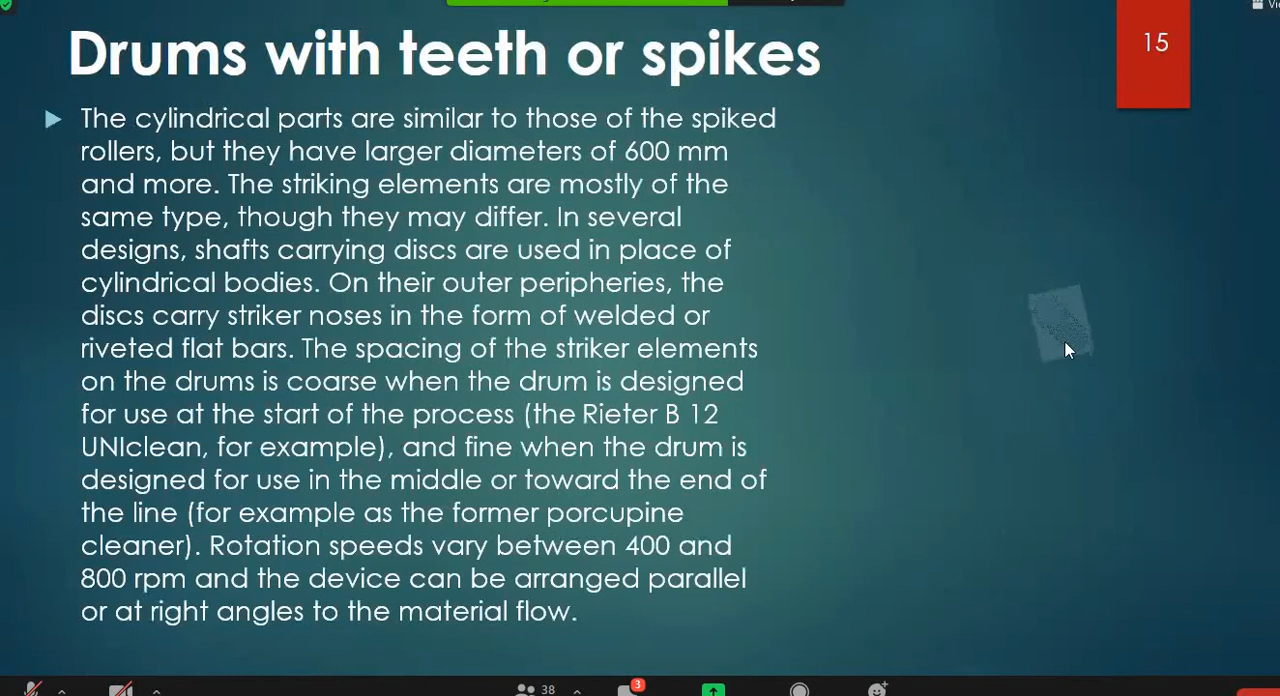 Drums with teeth or spikes
15
The cylindrical parts are similar to those of the spiked
rollers, but they have larger diameters of 600 mm
and more. The striking elements are mostly of the
same type, though they may differ. In several
designs, shafts carrying discs are used in place of
cylindrical bodies. On their outer peripheries, the
discs carry striker noses in the form of welded or
riveted flat bars. The spacing of the striker elements
on the drums is coarse when the drum is designed
for use at the start of the process (the Rieter B 12
UNIclean, for example), and fine when the drum is
designed for use in the middle or toward the end of
the line (for example as the former porcupine
cleaner). Rotation speeds vary between 400 and
800 rpm and the device can be arranged parallel
or at right angles to the material flow.
38
3